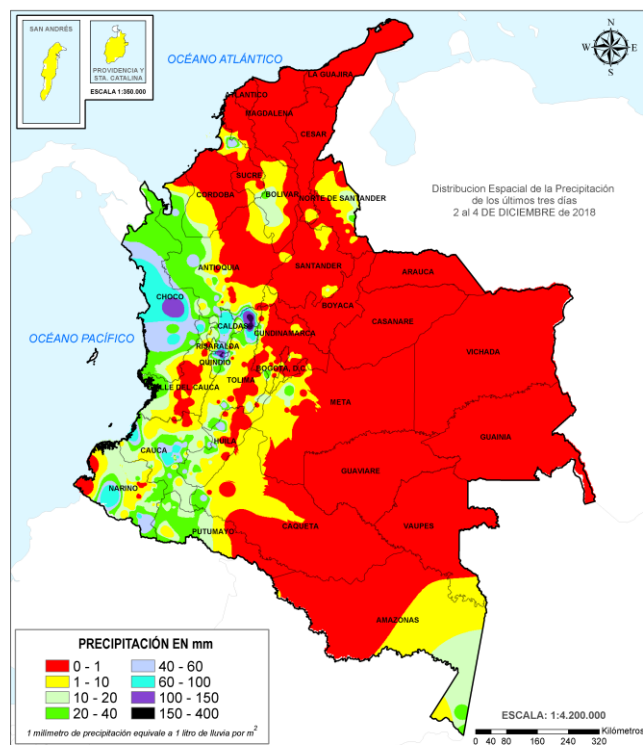 SAN ANDRÉS
PROVIDENCIA Y
STA. CATALINA
ESCALA 1:350.000
OCÉANO ATLÁNTICO
N
W E
S
LA GUAJIRA
ATLANTICO
MAGDALENA
CESAR
SUCRE
CORDOBA
BOLIVAR
NORTE DE SANTANDER
Distribucion Espacial de la Precipitación
de los últimos tres días
2 al 4 DE DICIEMBRE de 2018
ANTIOQUIA
SANTANDER
ARAUCA
CHOCO
BOYACA
CASANARE
OCÉANO PACÍFICO
CALDAS
CUNDINAMARCA
VICHADA
RISARALDA
QUINDIO
BOGOTA, D.C.
TOLIMA
VALLE DEL CAUCA
META
GUAINIA
CAUCA
HUILA
GUAVIARE
NARIÑO
PUTUMAYO
CAQUETA
VAUPES
AMAZONAS
PRECIPITACIÓN EN mm
0 - 1 40 - 60
1 - 10 60 - 100
10 - 20 100 - 150
20 - 40 150 - 400
1 milimetro de precipitación equivale a 1 litro de lluvia por m²
ESCALA: 1:4.200.000
0 40 80 160 240 320
Kilómetros